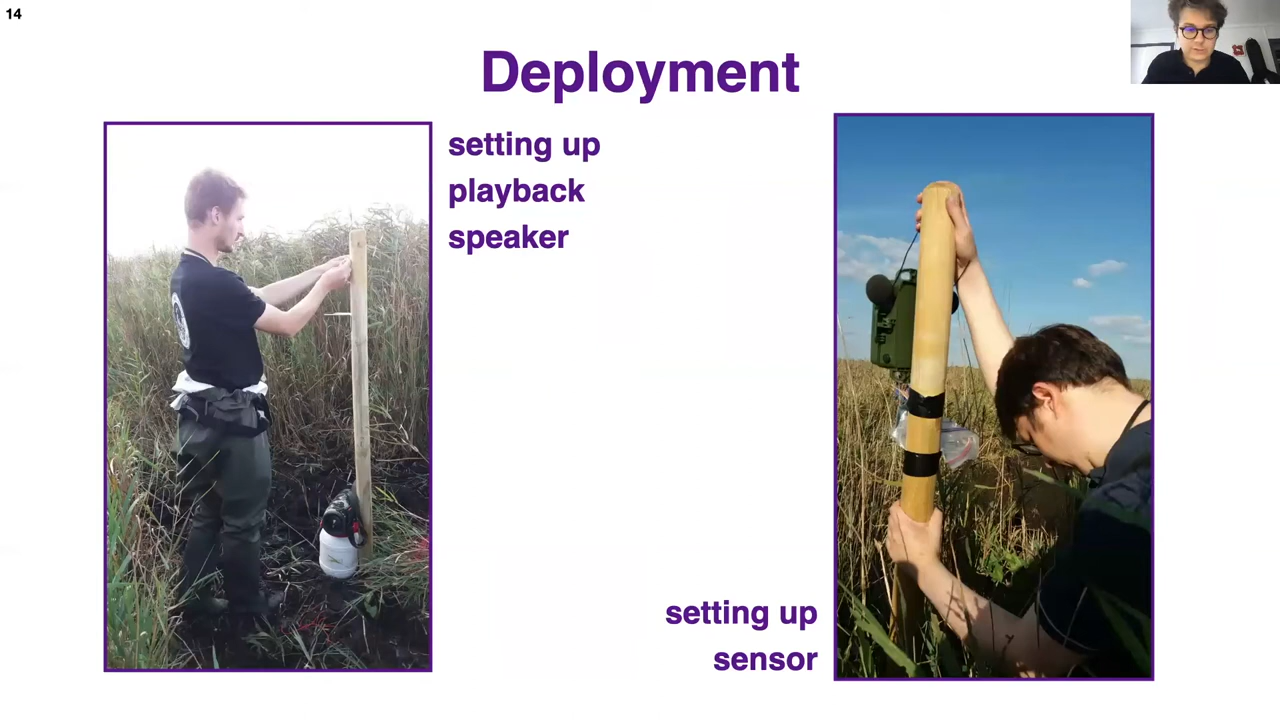 14
Deployment
setting up
playback
speaker
setting up
sensor